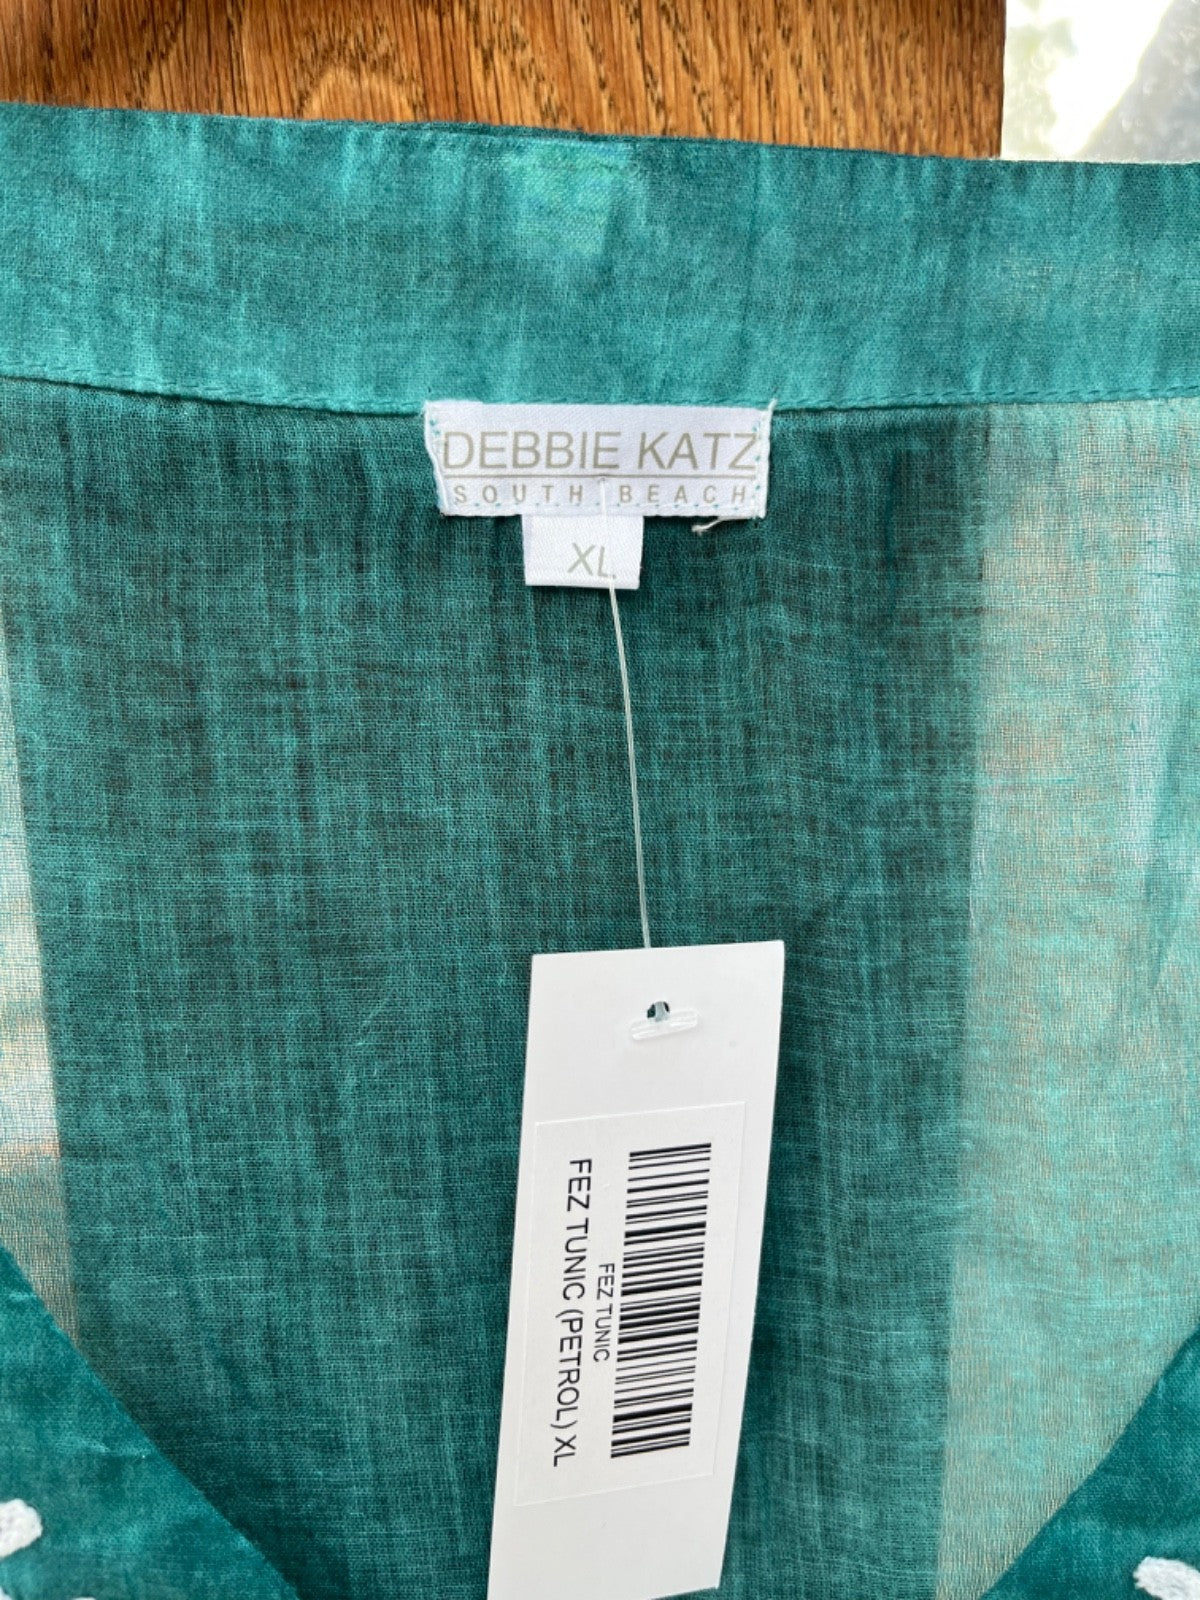 DEBBIE KATZ
SOUTH BEACH
XL
FEZ TUNIC
FEZ TUNIC (PETROL) XL